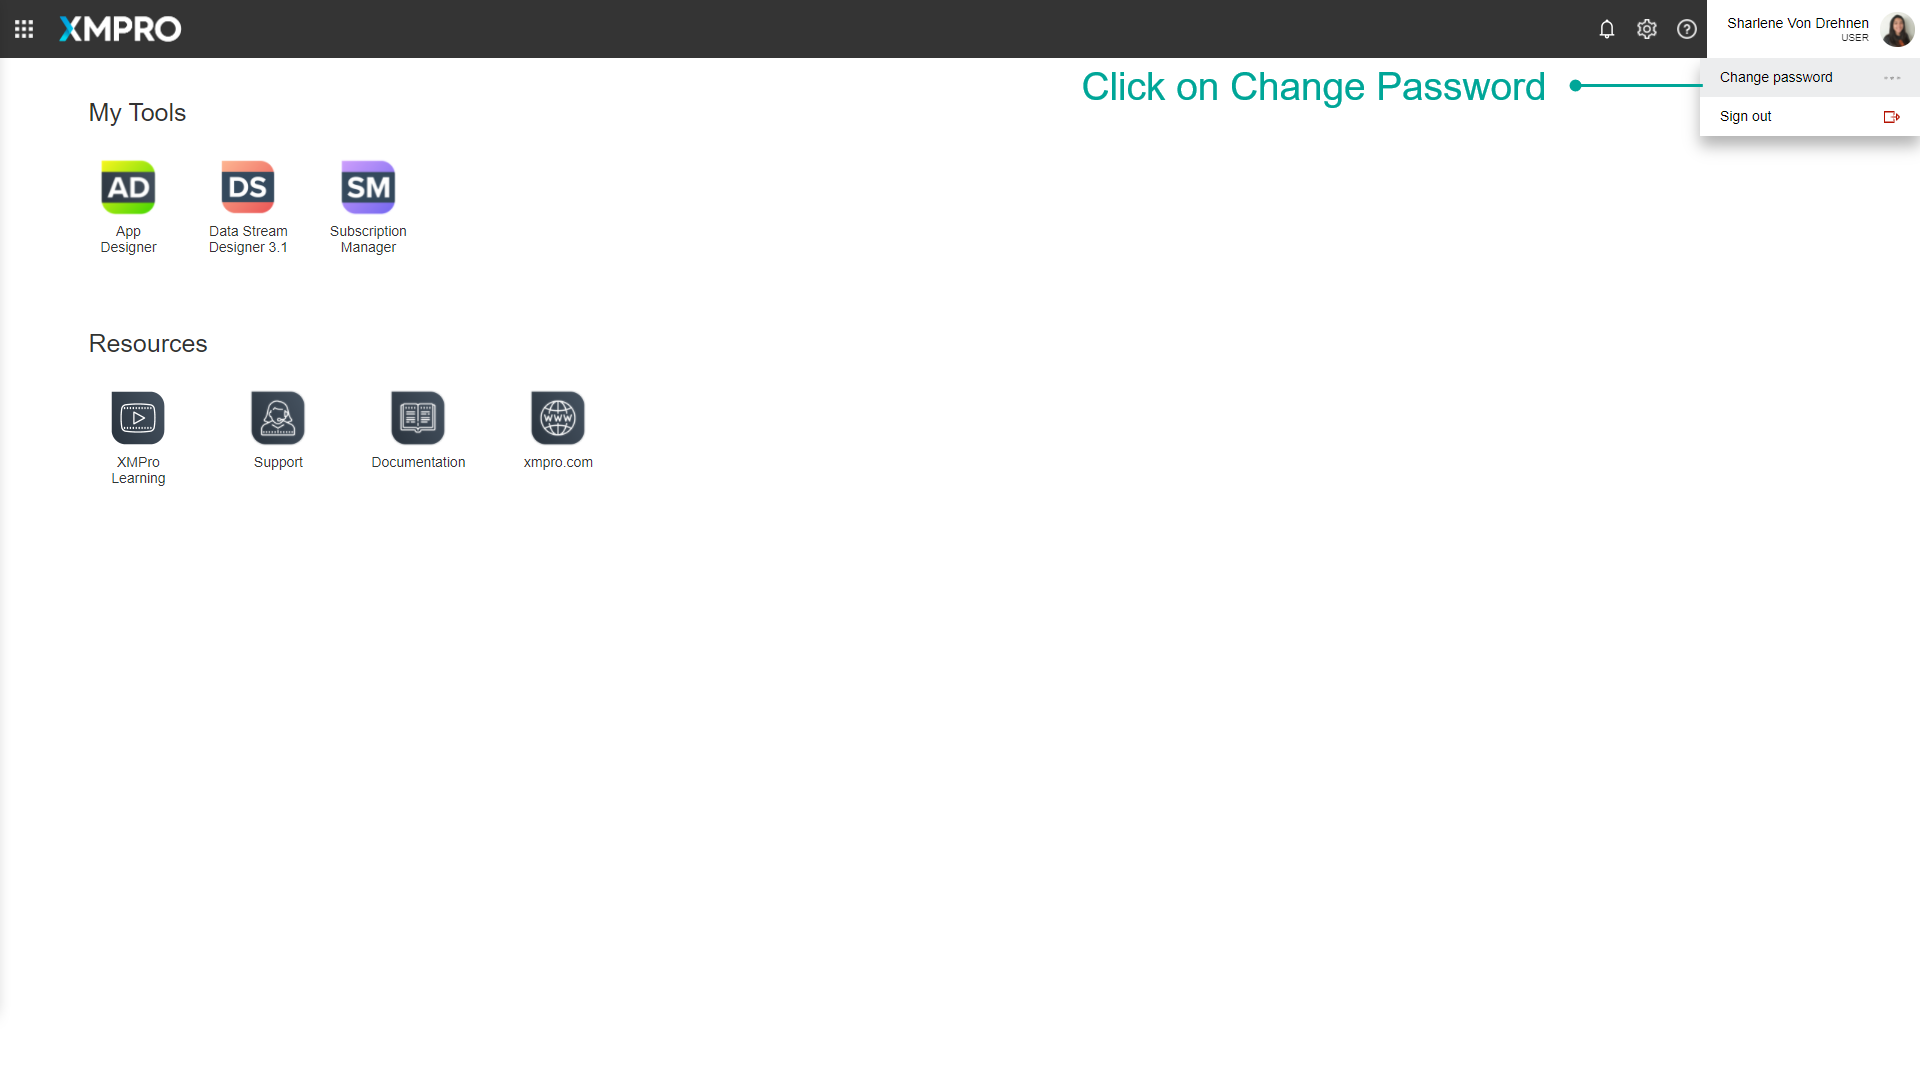 XMPRO
Sharlene Von Drehnen
USER
Click on Change Password
Change password
Sign out
My Tools
AD
DS
SM
App
Designer
Data Stream
Designer 3.1
Subscription
Manager
Resources
WWW
XMPro
Learning
Support
Documentation
xmpro.com